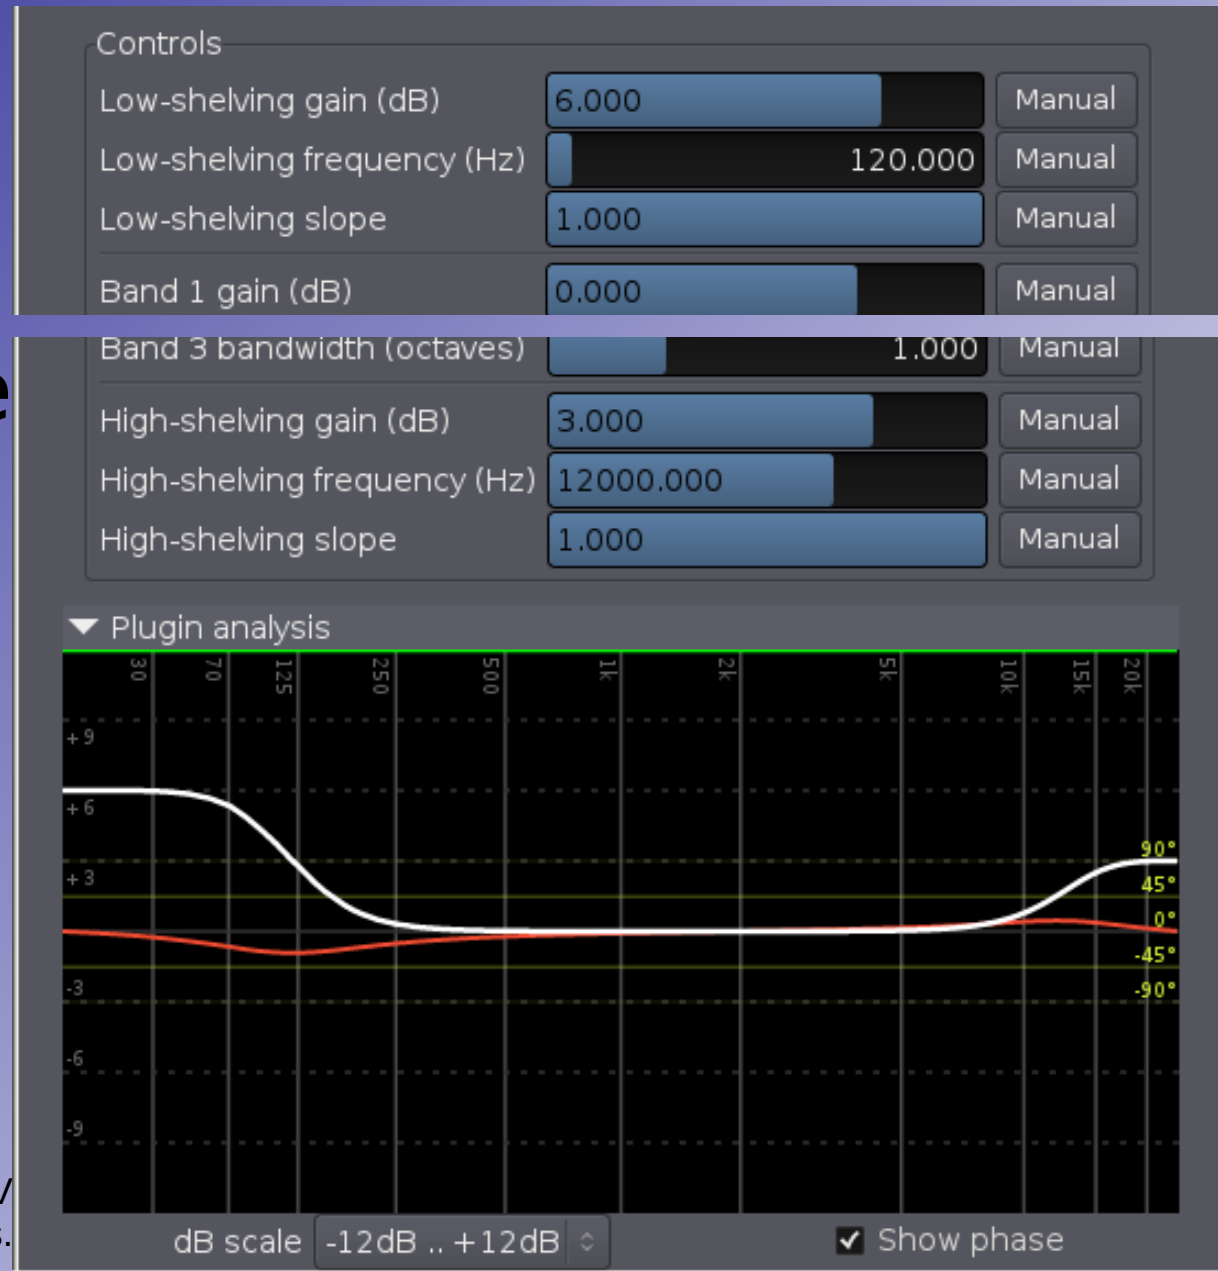 Controls
Low-shelving gain (dB) 6.000 Manual
Low-shelving frequency (Hz) 120.000 Manual
Low-shelving slope 1.000 Manual
Band 1 gain (dB) 0.000 Manual
Band 3 bandwidth (octaves) 1.000 Manual
e
High-shelving gain (dB) 3.000 Manual
High-shelving frequency (Hz) 12000.000 Manual
High-shelving slope 1.000 Manual
Plugin analysis
30 70 125 250 500 1k 2k 5k 10k 15k 20k
+9
+6
90°
+3
45°
0°
-45°
-3
-90°
-6
-9
/
s.
dB scale -12dB .. +12dB Show phase